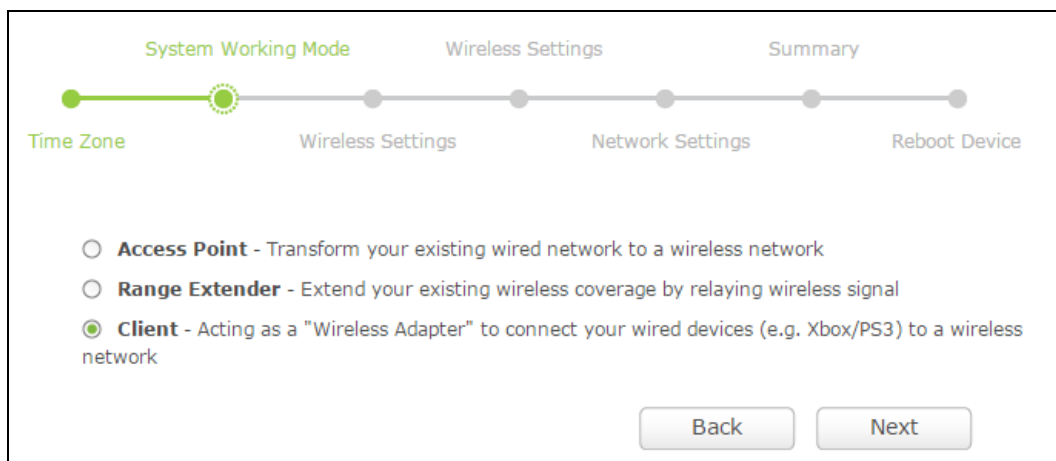 System Working Mode Wireless Settings Summary
Time Zone Wireless Settings Network Settings Reboot Device
Access Point - Transform your existing wired network to a wireless network
Range Extender - Extend your existing wireless coverage by relaying wireless signal
Client - Acting as a "Wireless Adapter" to connect your wired devices (e.g. Xbox/PS3) to a wireless
network
Back Next